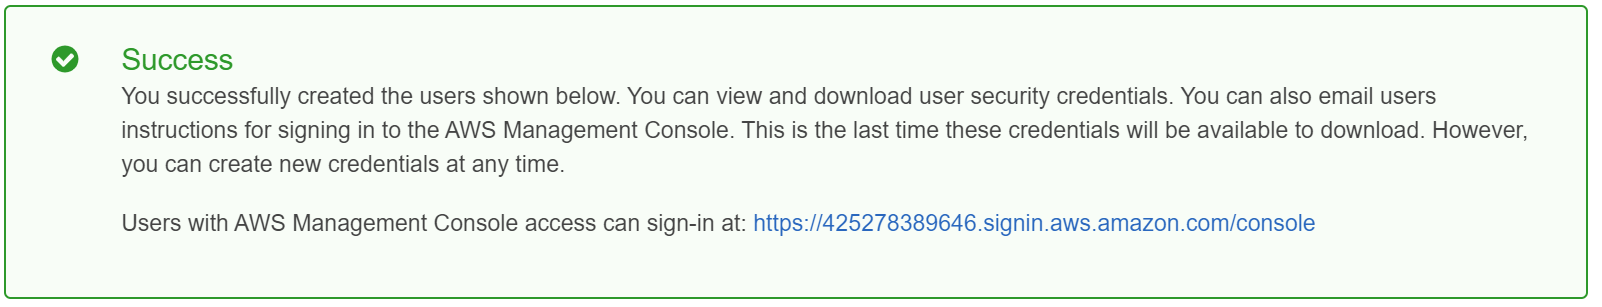 Success
You successfully created the users shown below. You can view and download user security credentials. You can also email users
instructions for signing in to the AWS Management Console. This is the last time these credentials will be available to download. However,
you can create new credentials at any time.
Users with AWS Management Console access can sign-in at: https://425278389646.signin.aws.amazon.com/console